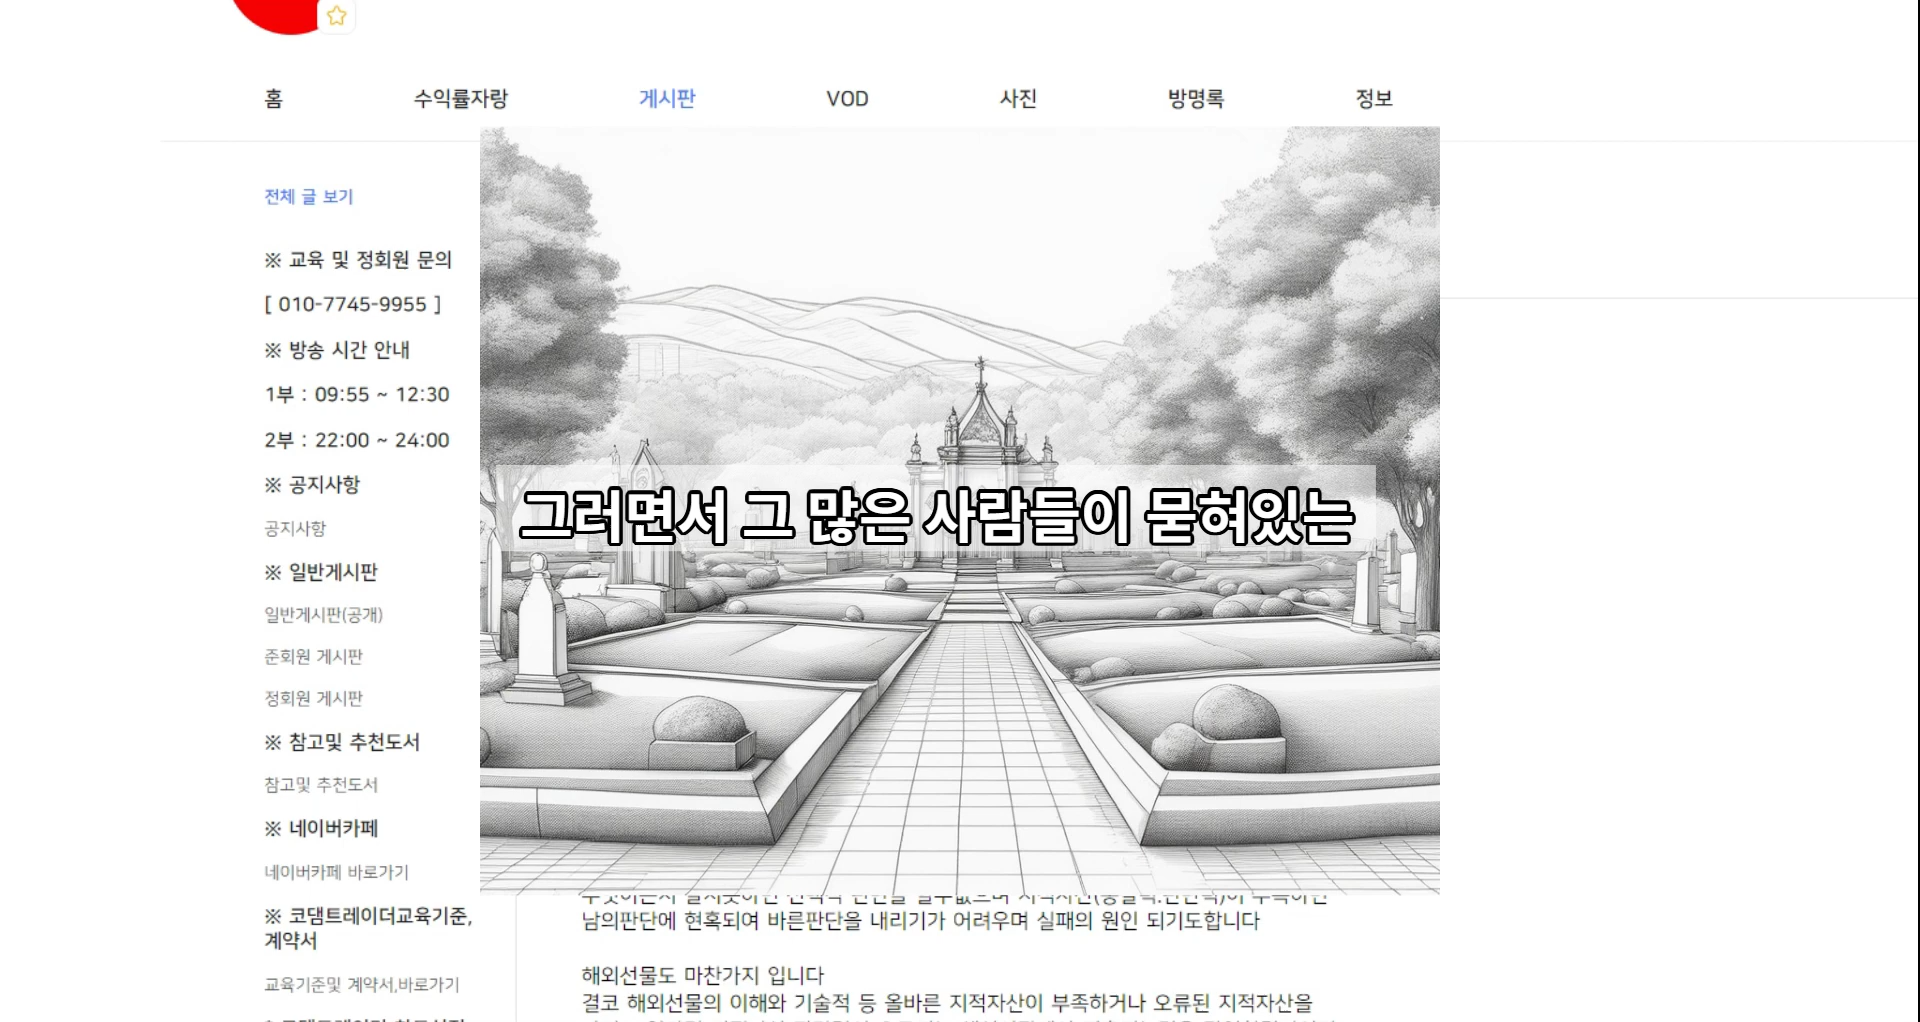 홈
수익률자랑
게시판
VOD
사진
방명록
정보
전체 글 보기
※ 교육 및 정회원 문의
[ 010-7745-9955 ]
※ 방송 시간 안내
1부 : 09:55 ~ 12:30
2부 : 22:00 ~ 24:00
※ 공지사항
공지사항
※ 일반게시판
일반게시판(공개)
준회원 게시판
정회원 게시판
※ 참고및 추천도서
참고및 추천도서
※ 네이버카페
네이버카페 바로가기
※ 코댐트레이더교육기준,
계약서
교육기준및 계약서,바로가기
그러면서 그 많은 사람들이 묻혀있는
남의판단에 현혹되여 바른판단을 내리기가 어려우며 실패의 원인 되기도합니다
해외선물도 마찬가지 입니다
결코 해외선물의 이해와 기술적 등 올바른 지적자산이 부족하거나 오류된 지적자산을